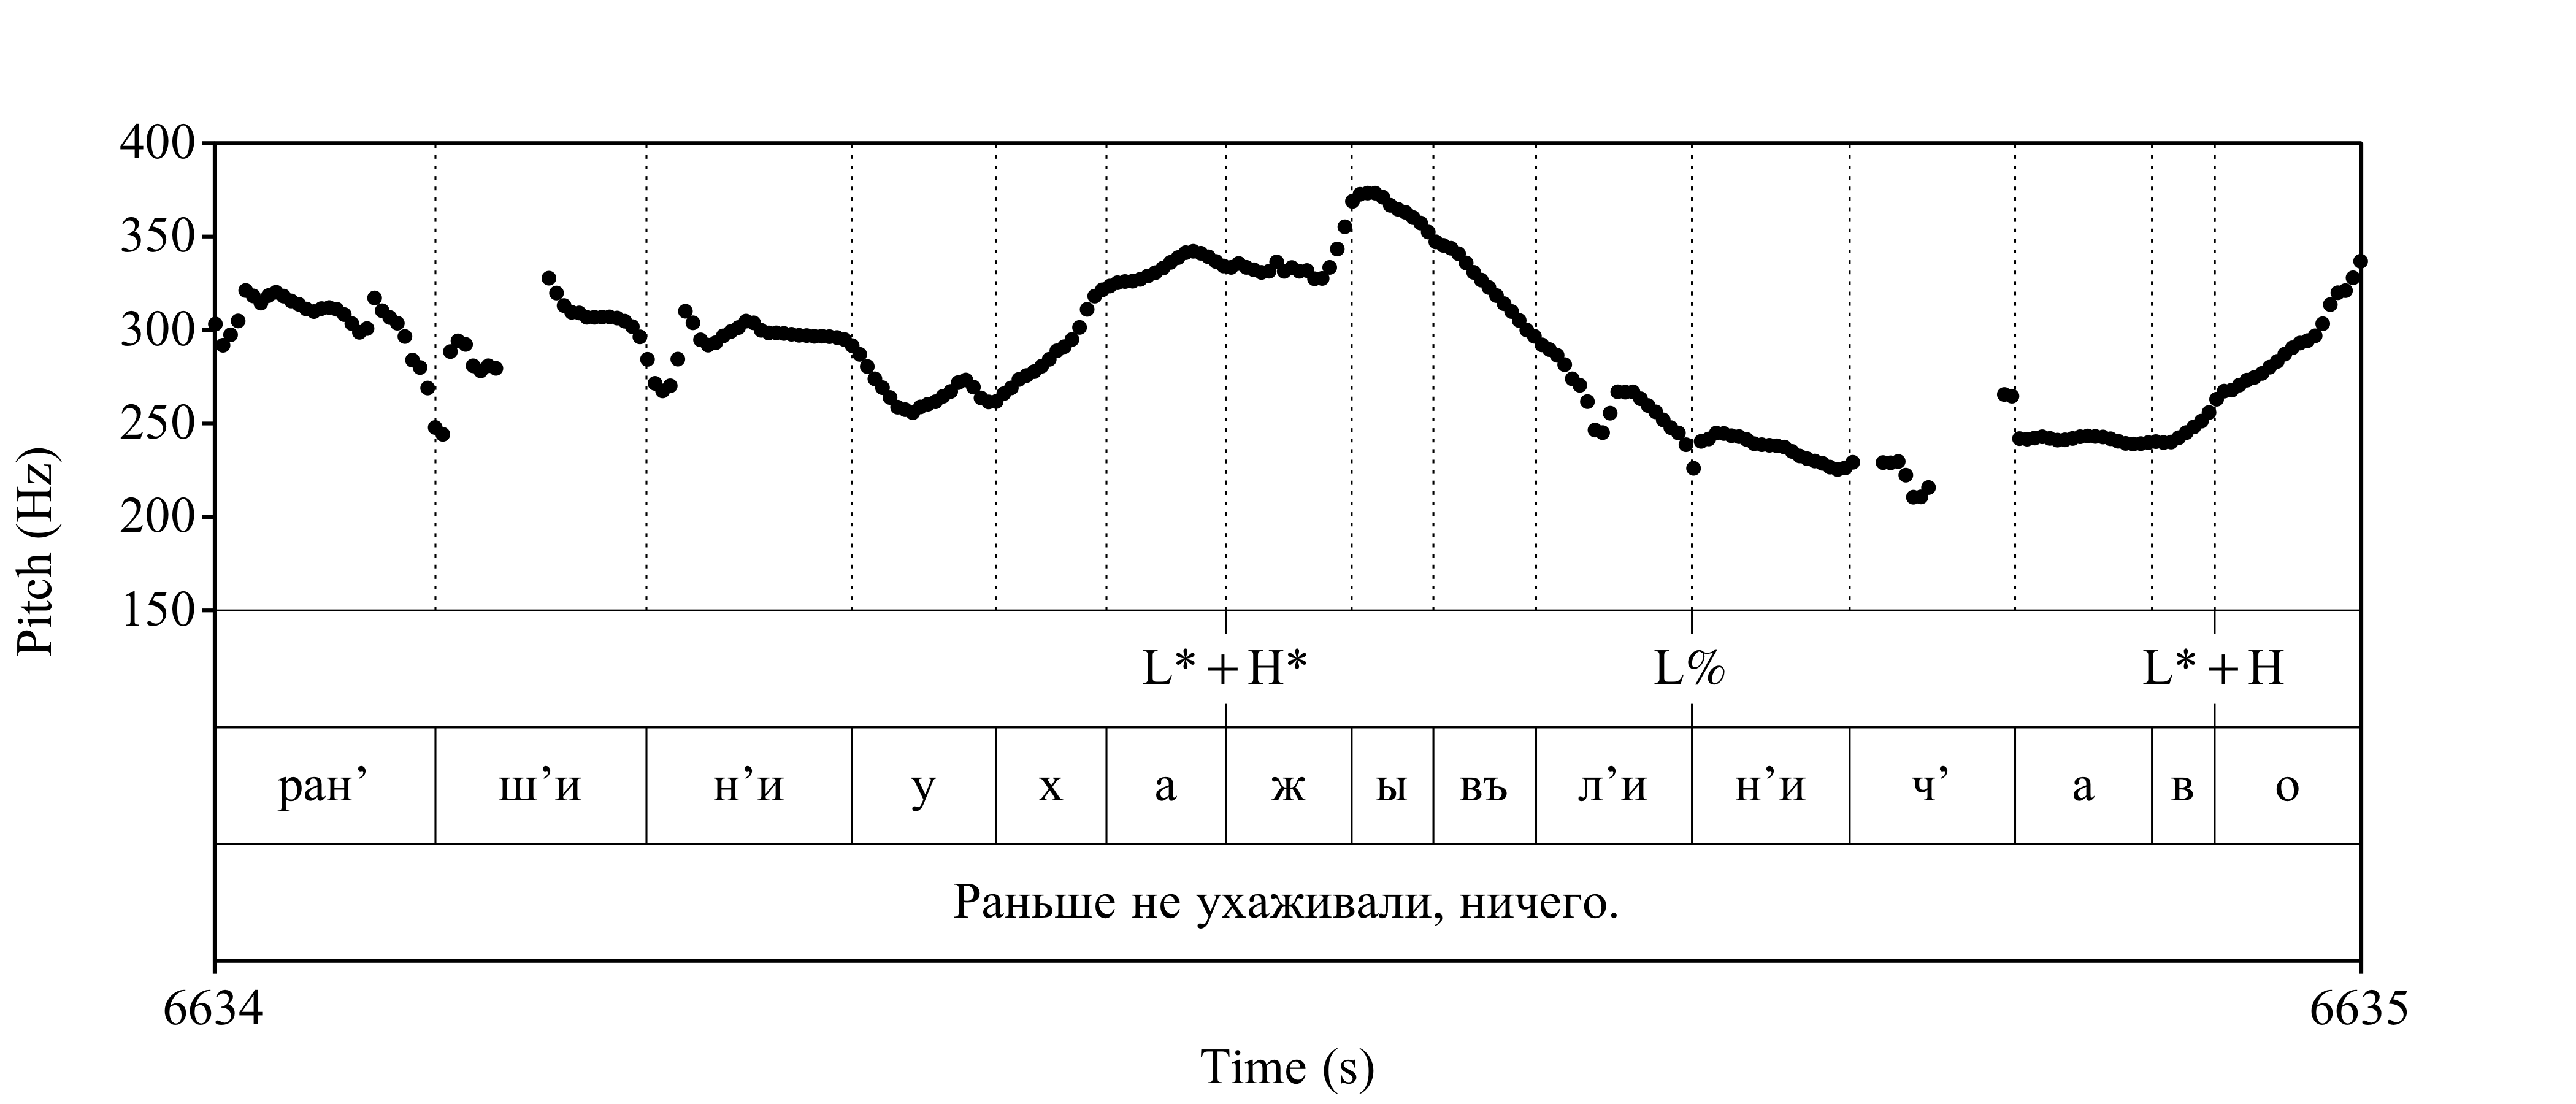 400
350
300
250
200
150
Pitch (Hz)
L* + H* L% L* + H
ран’ ш’и н’и у х а ж ы въ л’и н’и ч’ а в о
Раньше не ухаживали, ничего.
6634 6635
Time (s)